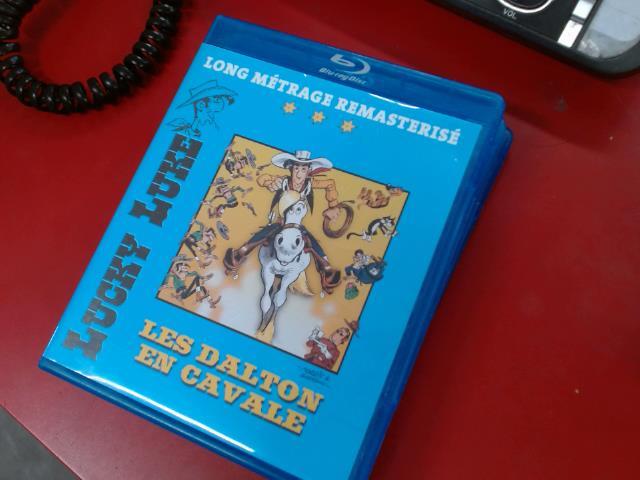 Blu-ray Disc
LONG MÉTRAGE REMASTERISÉ
LUCKY LUKE
LES DALTON
EN CAVALE
VOL